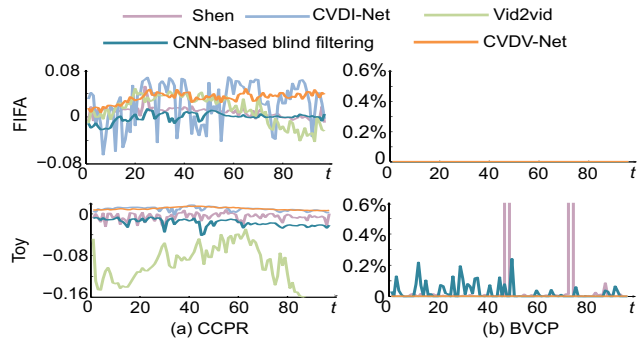 Shen CVDI-Net Vid2vid
CNN-based blind filtering CVDV-Net
FIFA
0.08
0
−0.08
20 40 60 80 t
0.6%
0.4%
0.2%
0
0 20 40 60 80 t
Toy
0
−0.08
−0.16
0 20 40 60 80 t
0.6%
0.4%
0.2%
0
0 20 40 60 80 t
(a) CCPR (b) BVCP